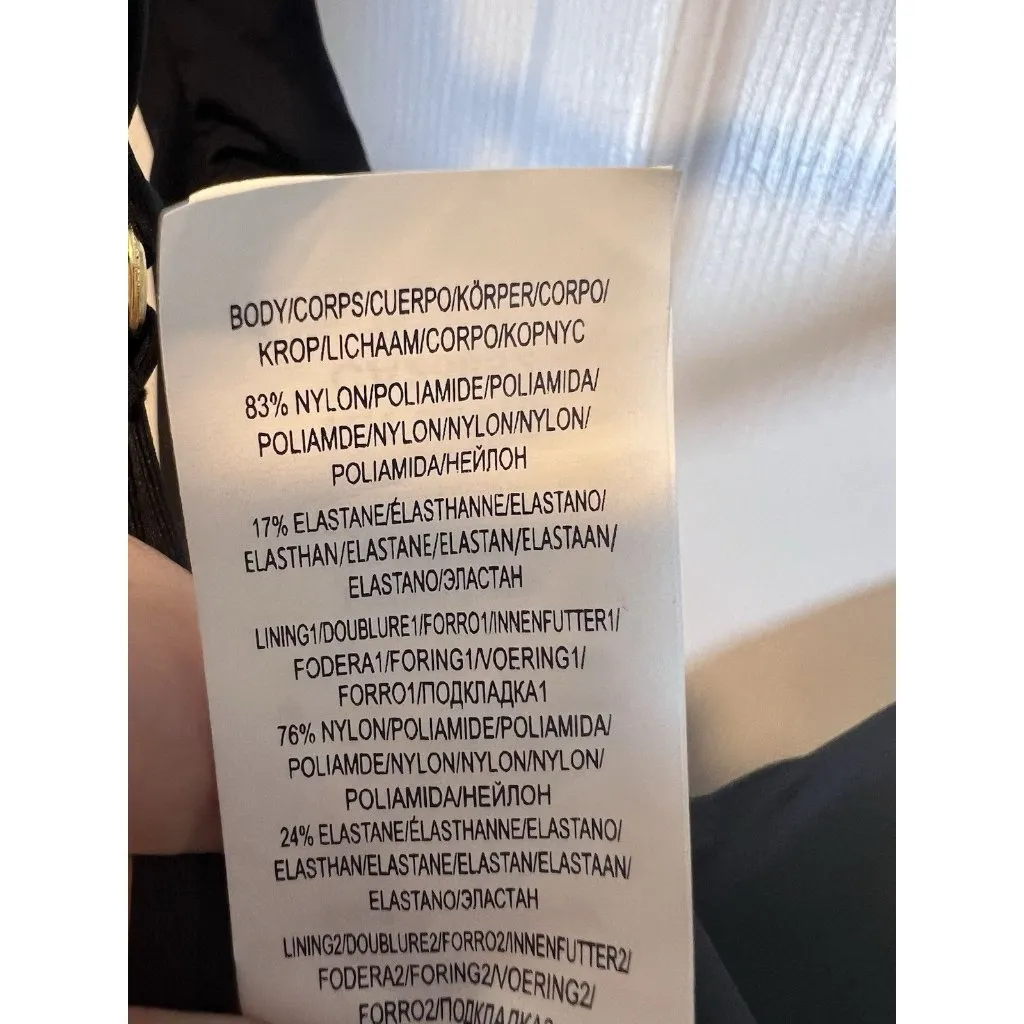 BODY/CORPS/CUERPO/KÖRPER/CORPO/
KROP/LICHAAM/CORPO/KOPNYC
83% NYLON/POLIAMIDE/POLIAMIDA/
POLIAMDE/NYLON/NYLON/NYLON/
POLIAMIDA/НЕЙЛОН
17% ELASTANE/ÉLASTHANNE/ELASTANO/
ELASTHAN/ELASTANE/ELASTAN/ELASTAAN/
ELASTANO/ЭЛАСТАН
LINING1/DOUBLURE1/FORRO1/INNENFUTTER1/
FODERA1/FORING1/VOERING1/
FORRO1/ПОДКЛАДКА1
76% NYLON/POLIAMIDE/POLIAMIDA/
POLIAMDE/NYLON/NYLON/NYLON/
POLIAMIDA/НЕЙЛОН
24% ELASTANE/ÉLASTHANNE/ELASTANO/
ELASTHAN/ELASTANE/ELASTAN/ELASTAAN/
ELASTANO/ЭЛАСТАН
LINING2/DOUBLURE2/FORRO2/INNENFUTTER2/
FODERA2/FORING2/VOERING2/
FORRO2/ПОДКЛАДКА2